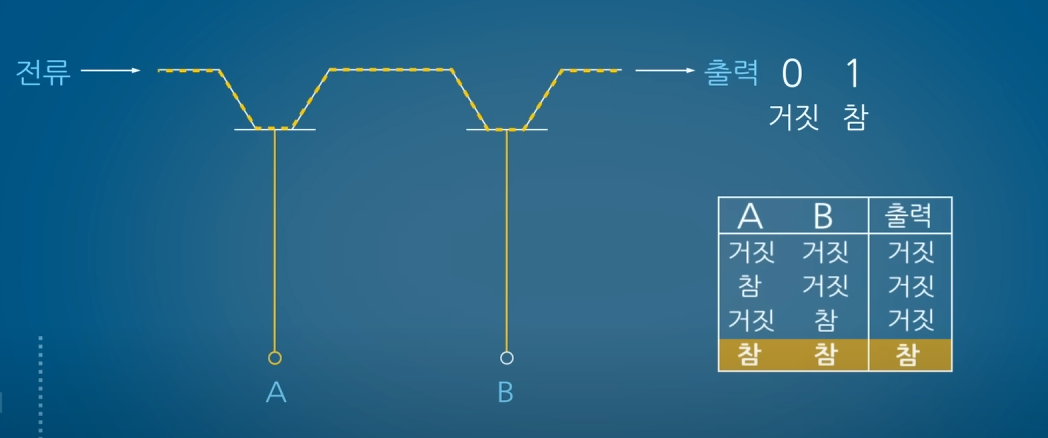 전류
출력 0 1
거짓 참
A B 출력
거짓 거짓 거짓
참 거짓 거짓
거짓 참 거짓
참 참 참
A B